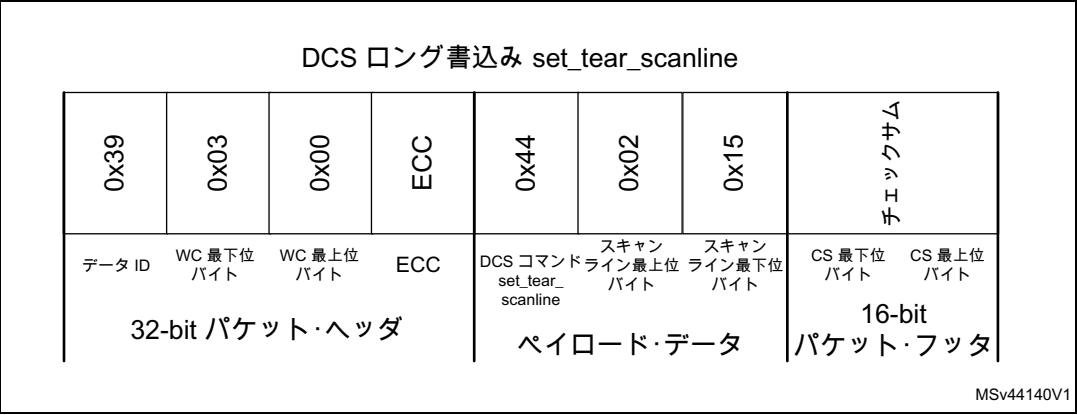 DCS ロング書込み set_tear_scanline
0x39
0x03
0x00
ECC
0x44
0x02
0x15
チェックサム
データ ID
WC 最下位
バイト
WC 最上位
バイト
ECC
DCS コマンド
set_tear_
scanline
スキャン
ライン最上位
バイト
スキャン
ライン最下位
バイト
CS 最下位
バイト
CS 最上位
バイト
32-bit パケット·ヘッダ
ペイロード·データ
16-bit
パケット·フッタ
MSv44140V1